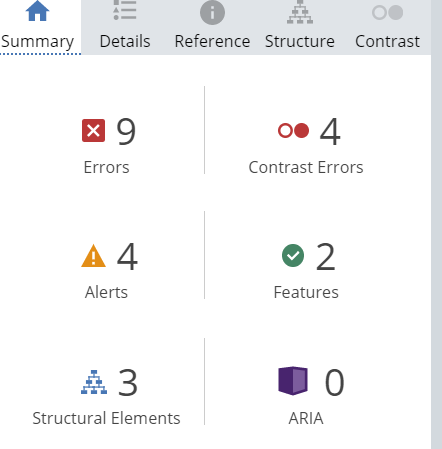 Summary Details Reference Structure Contrast
9 4
Errors Contrast Errors
4 2
Alerts Features
3 0
Structural Elements ARIA